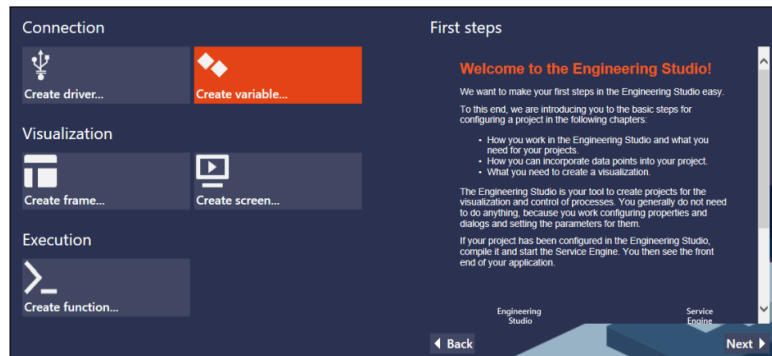 Connection
Create driver...
Create variable...
Visualization
Create frame...
Create screen...
Execution
Create function...
First steps
Welcome to the Engineering Studio!
We want to make your first steps in the Engineering Studio easy.
To this end, we are introducing you to the basic steps for
configuring a project in the following chapters:
• How you work in the Engineering Studio and what you
need for your projects.
• How you can incorporate data points into your project.
• What you need to create a visualization.
The Engineering Studio is your tool to create projects for the
visualization and control of processes. You generally do not need
to do anything, because you work configuring properties and
dialogs and setting the parameters for them.
If your project has been configured in the Engineering Studio,
compile it and start the Service Engine. You then see the front
end of your application.
Engineering
Studio
Service
Engine
Back
Next